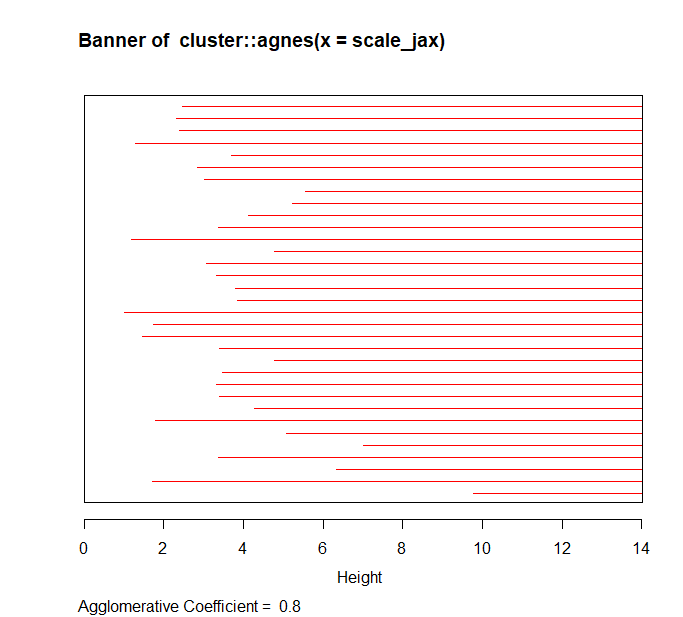 Banner of  cluster::agnes(x = scale_jax)
0 2 4 6 8 10 12 14
Height
Agglomerative Coefficient =  0.8